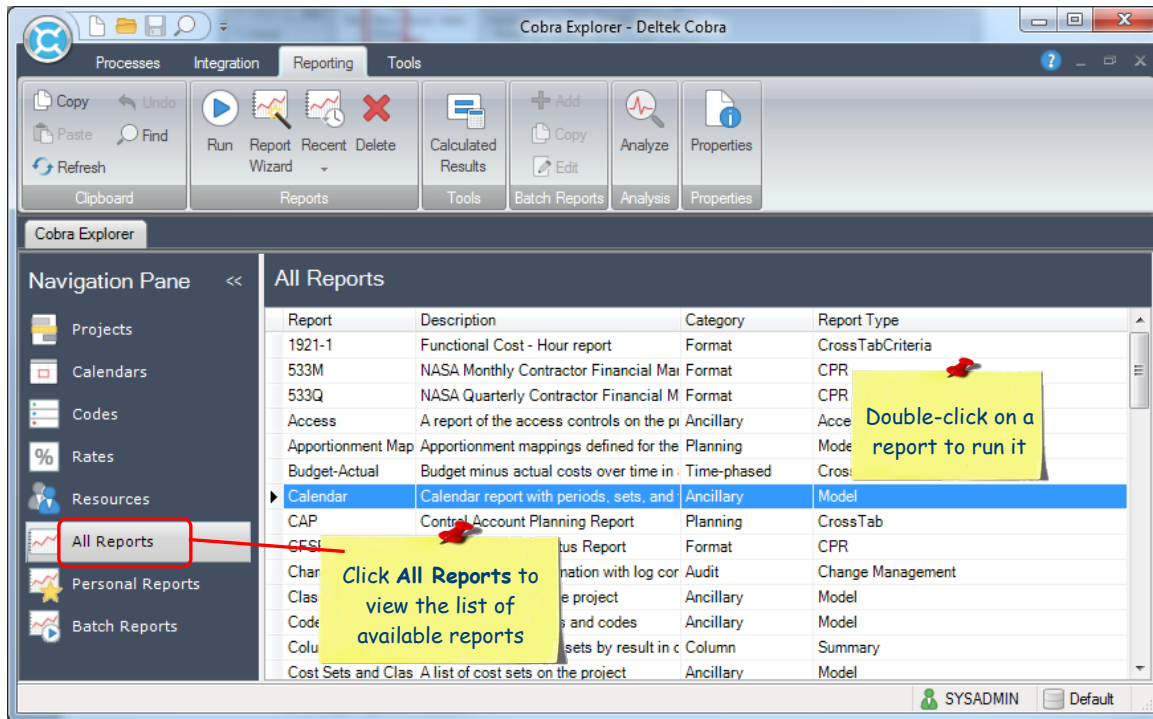 Cobra Explorer - Deltek Cobra
Processes Integration Reporting Tools
Copy Undo
Paste Find
Refresh
Clipboard
Run Report Wizard Recent Delete
Reports
Calculated Results
Tools
Add
Copy
Edit
Batch Reports
Analyze
Analysis
Properties
Properties
Cobra Explorer
Navigation Pane <<
Projects
Calendars
Codes
Rates
Resources
All Reports
Personal Reports
Batch Reports
All Reports
Report Description Category Report Type
1921-1 Functional Cost - Hour report Format CrossTabCriteria
533M NASA Monthly Contractor Financial Format CPR
533Q NASA Quarterly Contractor Financial M Format CPR
Access A report of the access controls on the Ancillary
Apportionment Map Apportionment mappings defined for the Planning
Budget-Actual Budget minus actual costs over time in Time-phased
Calendar Calendar report with periods, sets, and Ancillary Model
CAP Control Account Planning Report Planning CrossTab
Report Format CPR
with log cor Audit Change Management
project Ancillary Model
and codes Ancillary Model
sets by result in c Column Summary
Cost Sets and Clas A list of cost sets on the project Ancillary Model
Double-click on a
report to run it
Click All Reports to
view the list of
available reports
SYSADMIN Default